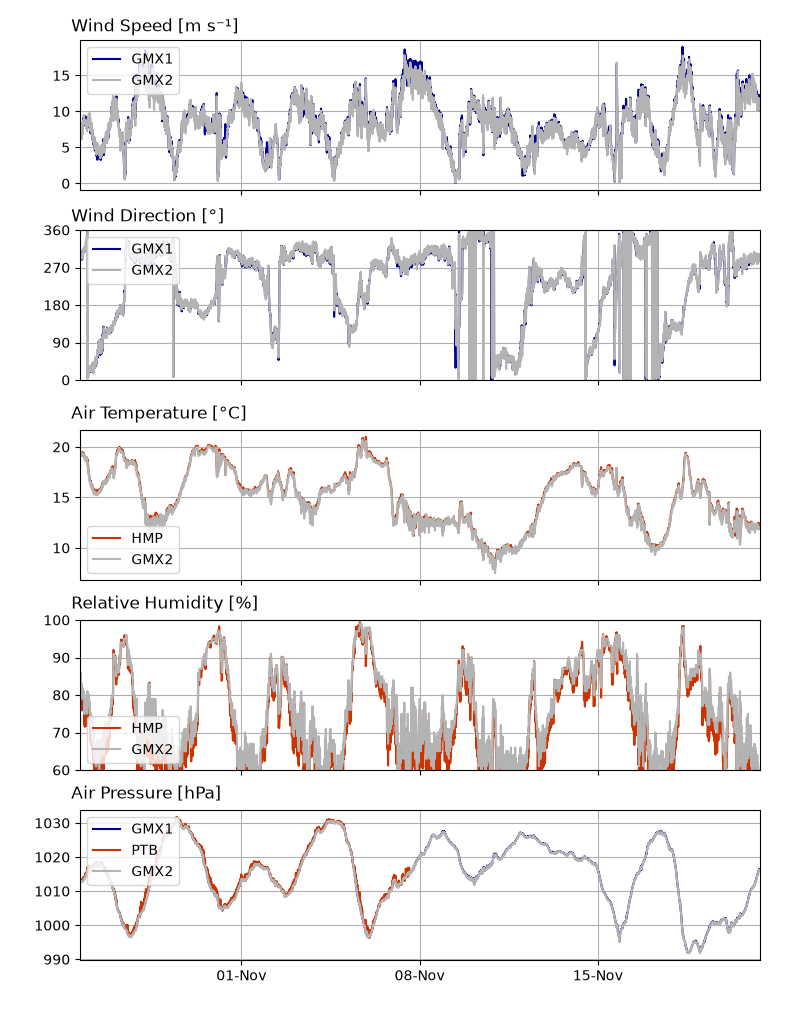 Wind Speed [m s⁻¹]
GMX1
GMX2
15
10
5
0
Wind Direction [°]
GMX1
GMX2
360
270
180
90
0
Air Temperature [°C]
HMP
GMX2
20
15
10
Relative Humidity [%]
HMP
GMX2
100
90
80
70
60
Air Pressure [hPa]
GMX1
PTB
GMX2
1030
1020
1010
1000
990
01-Nov 08-Nov 15-Nov